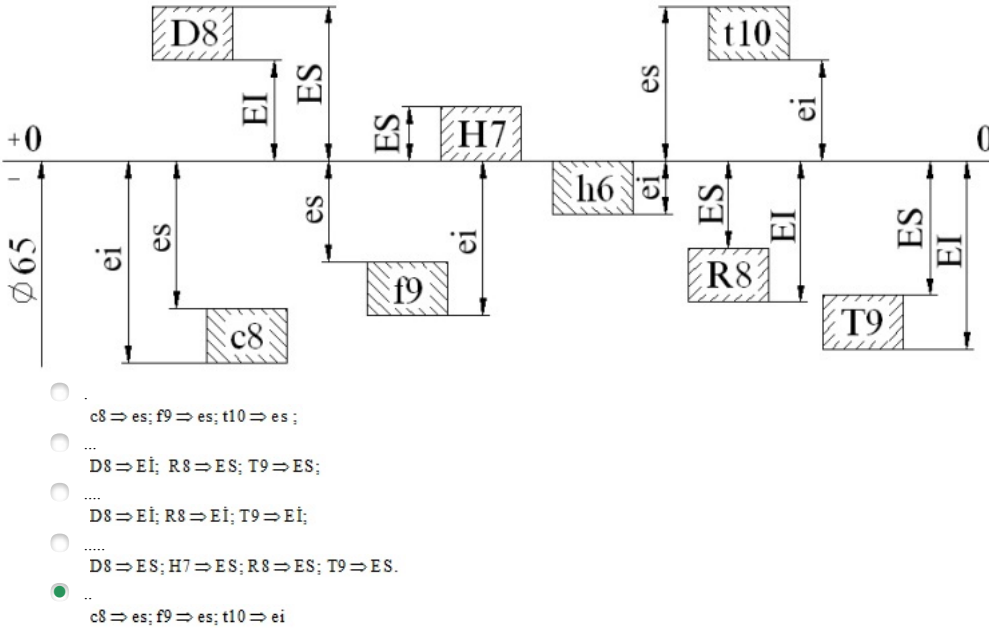 D8
t10
EI
ES
es
ei
ES
H7
+0
0
−
h6
ei
Ø65
ei
es
es
ei
ES
EI
ES
EI
f9
R8
T9
c8
.
c8 ⇒ es; f9 ⇒ es; t10 ⇒ es ;
...
D8 ⇒ Eİ; R8 ⇒ ES; T9 ⇒ ES;
....
D8 ⇒ Eİ; R8 ⇒ Eİ; T9 ⇒ Eİ;
.....
D8 ⇒ ES; H7 ⇒ ES; R8 ⇒ ES; T9 ⇒ ES.
..
c8 ⇒ es; f9 ⇒ es; t10 ⇒ ei